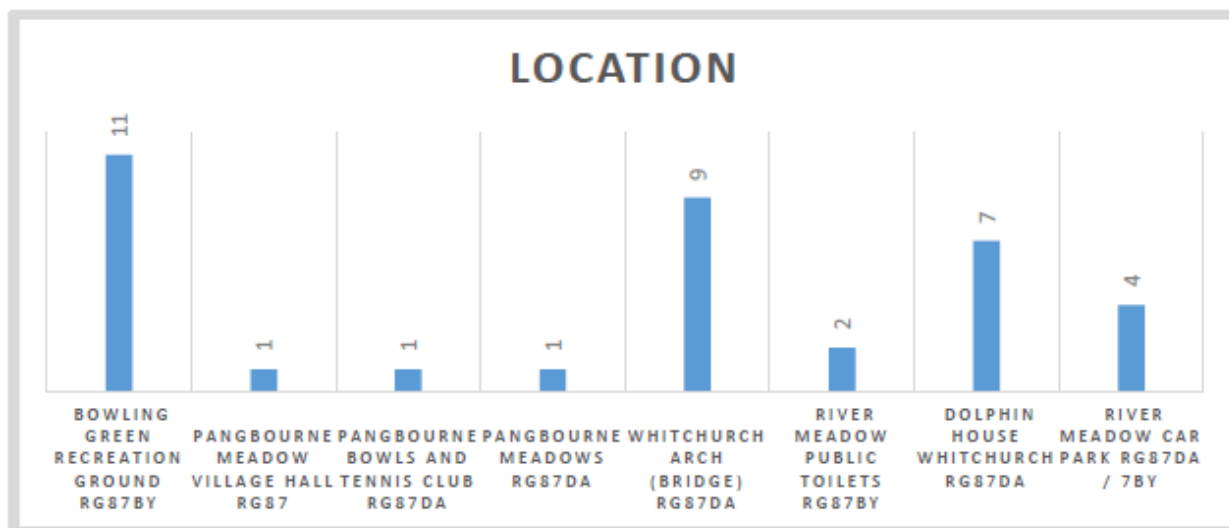 LOCATION
11
1
1
1
9
2
7
4
BOWLING
GREEN
RECREATION
GROUND
RG87BY
PANGBOURNE
MEADOW
VILLAGE HALL
RG87
PANGBOURNE
BOWLS AND
TENNIS CLUB
RG87DA
PANGBOURNE
MEADOWS
RG87DA
WHITCHURCH
ARCH
(BRIDGE)
RG87DA
RIVER
MEADOW
PUBLIC
TOILETS
RG87BY
DOLPHIN
HOUSE
WHITCHURCH
RG87DA
RIVER
MEADOW CAR
PARK RG87DA
/ 7BY